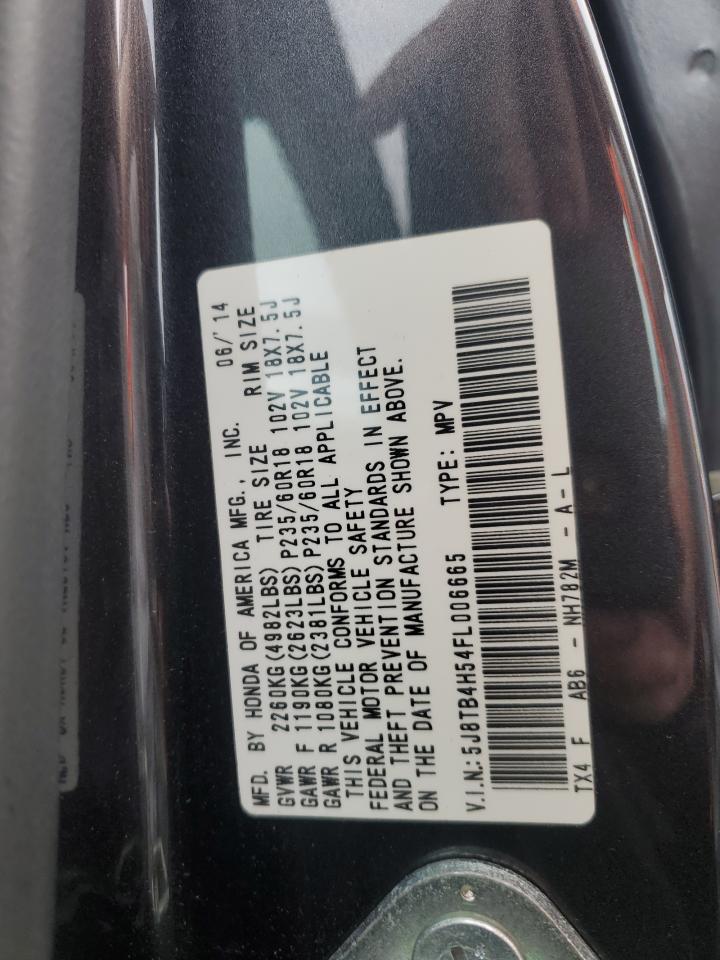 MFD. BY HONDA OF AMERICA MFG., INC. 06/'14
GVWR 2260KG(4982LBS) TIRE SIZE RIM SIZE
GAWR F 1190KG(2623LBS)P235/60R18 102V 18X7.5J
GAWR R 1080KG(2381LBS)P235/60R18 102V 18X7.5J
THIS VEHICLE CONFORMS TO ALL APPLICABLE
FEDERAL MOTOR VEHICLE SAFETY
AND THEFT PREVENTION STANDARDS IN EFFECT
ON THE DATE OF MANUFACTURE SHOWN ABOVE.
V.I.N.:5J8TB4H54FL006665 TYPE: MPV
TX4 F AB6 - NH782M - A - L